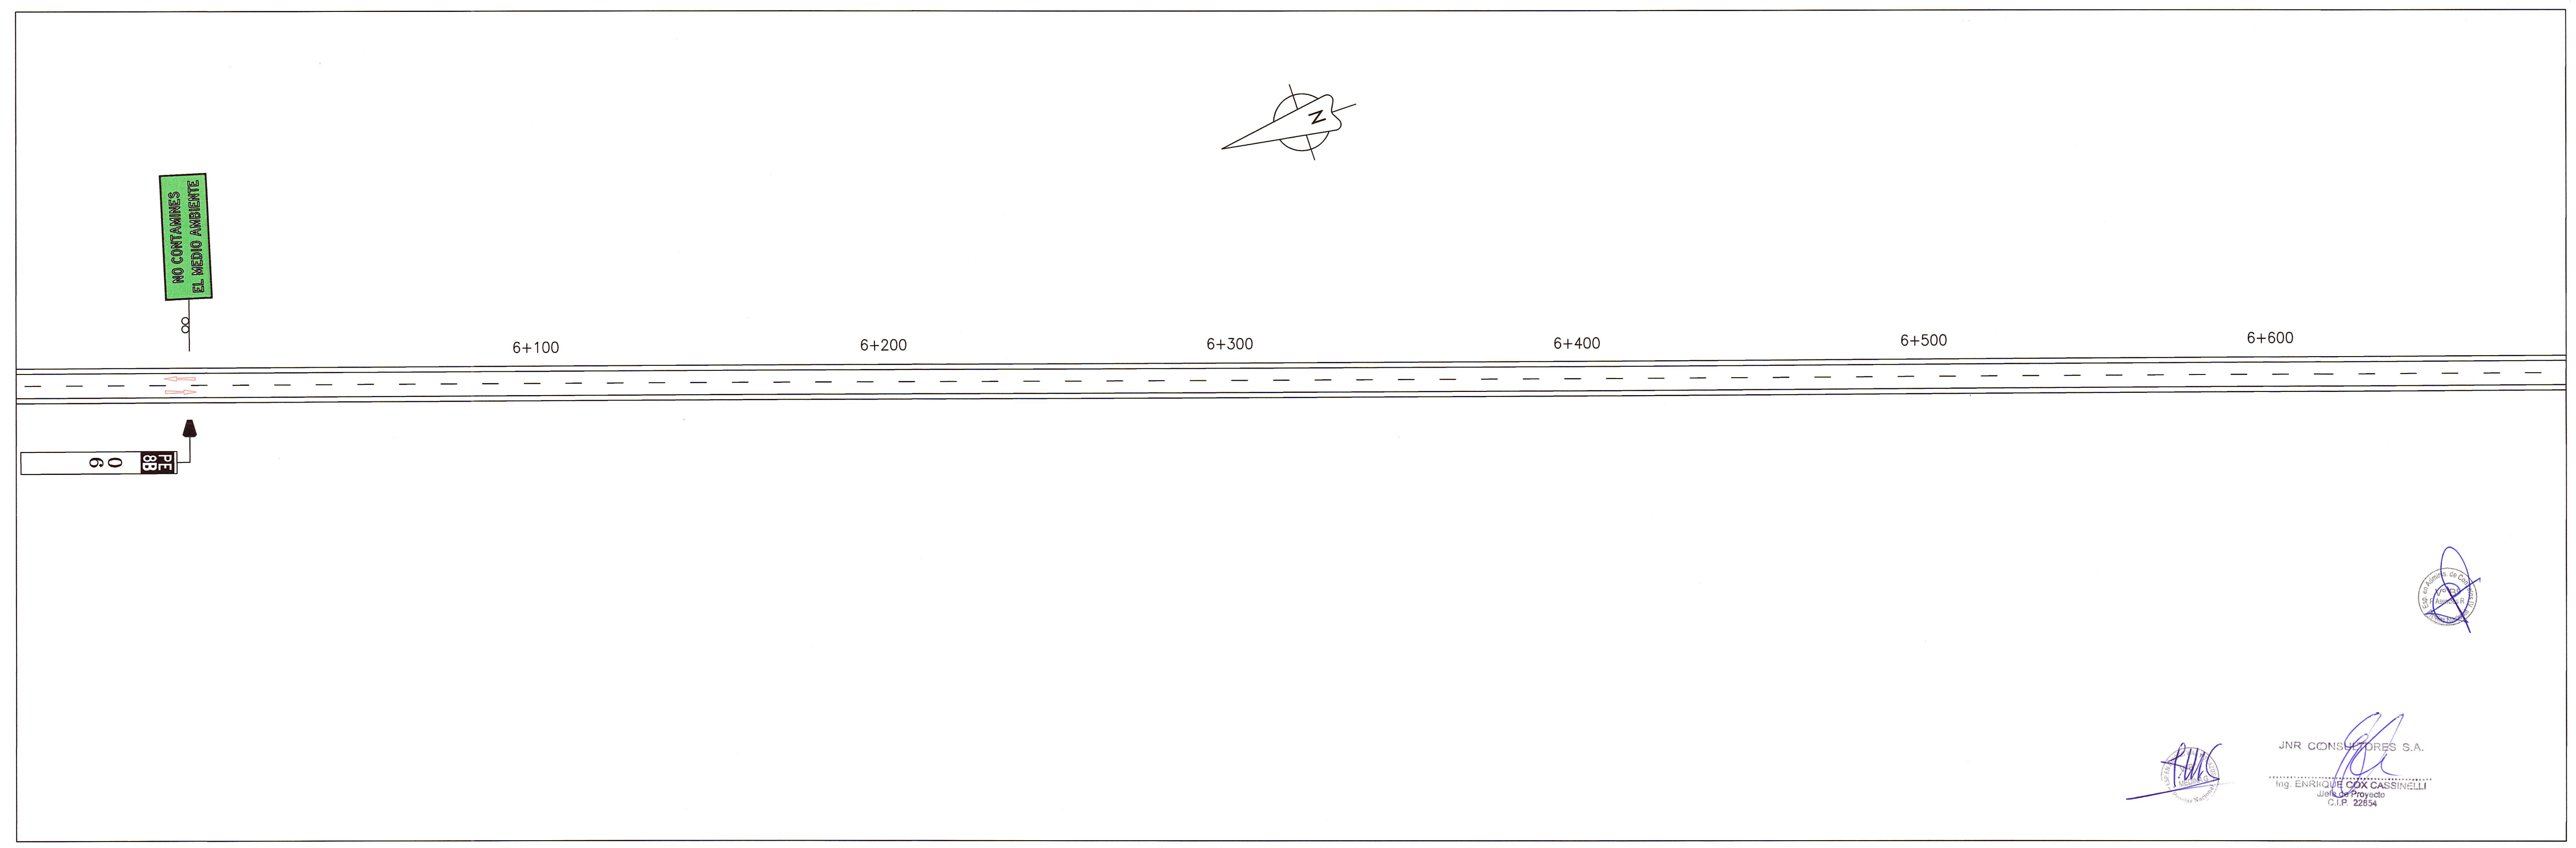 N
NO CONTAMINES
EL MEDIO AMBIENTE
6+100
6+200
6+300
6+400
6+500
6+600
PE
8B
0
6
JNR CONSULTORES S.A.
Ing. ENRIQUE COX CASSINELLI
Jefe de Proyecto
C.I.P. 22854